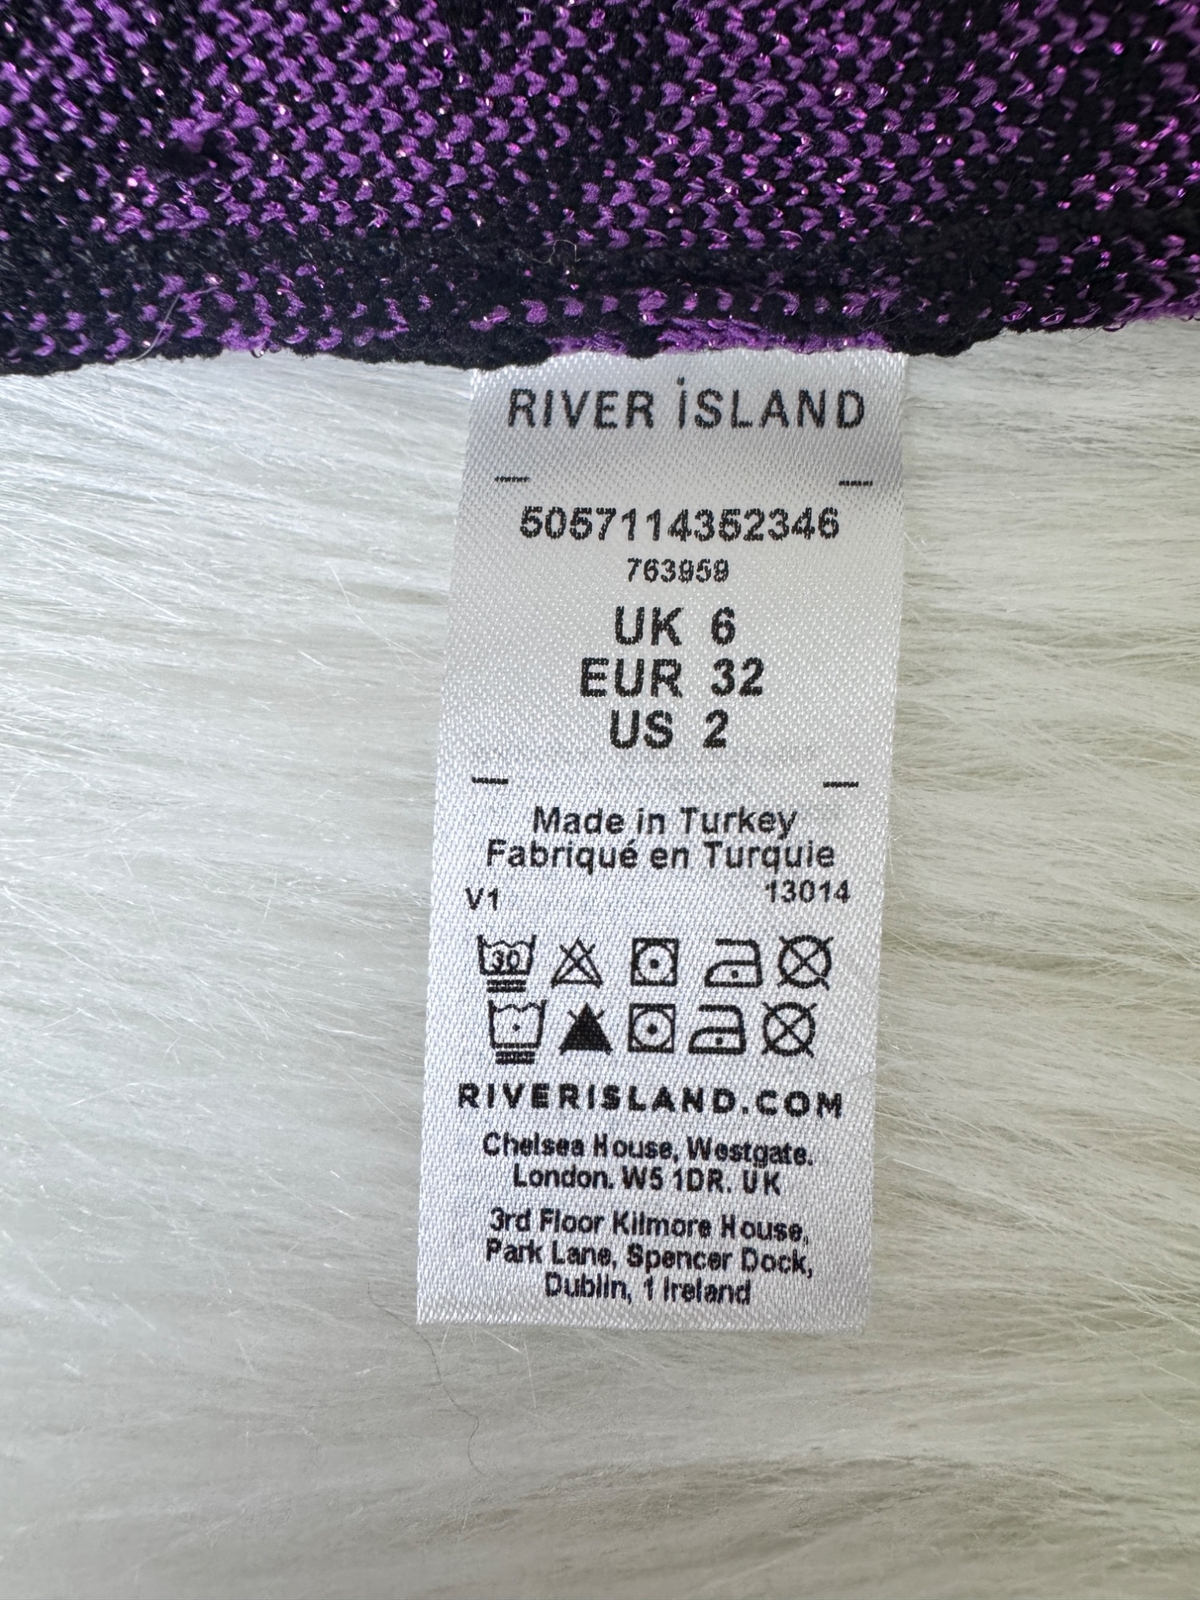 RIVER İSLAND
5057114352346
763959
UK 6
EUR 32
US 2
Made in Turkey
Fabriqué en Turquie
V1 13014
30
RIVERISLAND.COM
Chelsea House, Westgate.
London. W5 1DR. UK
3rd Floor Kilmore House,
Park Lane, Spencer Dock,
Dublin, 1 Ireland